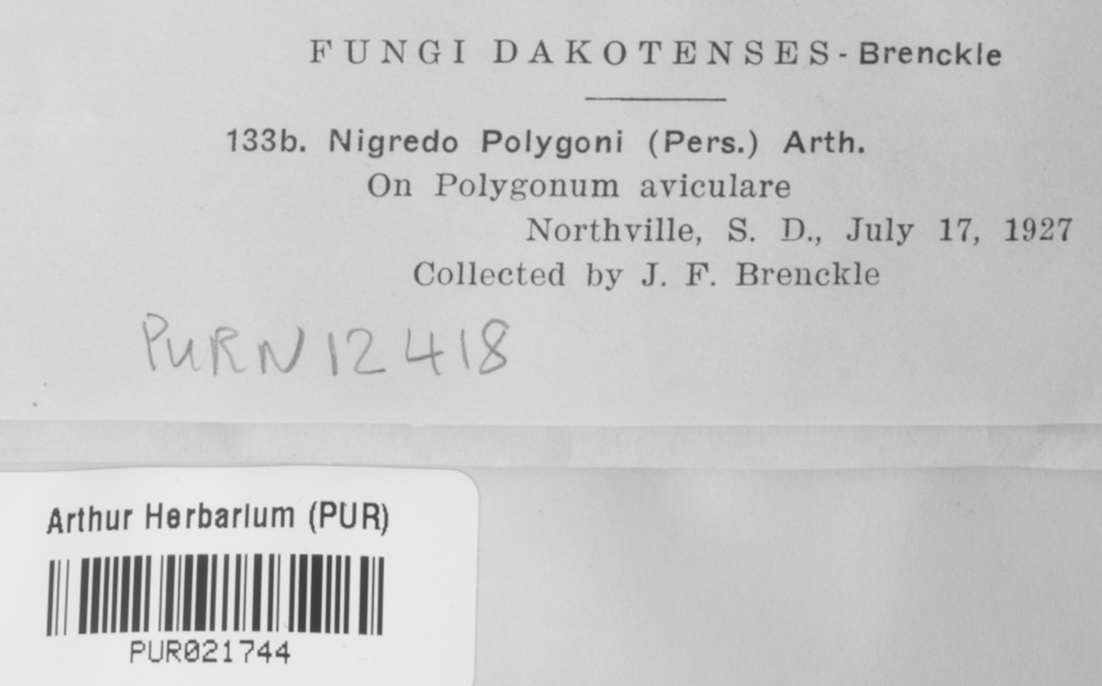 FUNGI DAKOTENSES - Brenckle
133b. Nigredo Polygoni (Pers.) Arth.
On Polygonum aviculare
Northville, S. D., July 17, 1927
Collected by J. F. Brenckle
PURN12418
Arthur Herbarium (PUR)
PUR021744